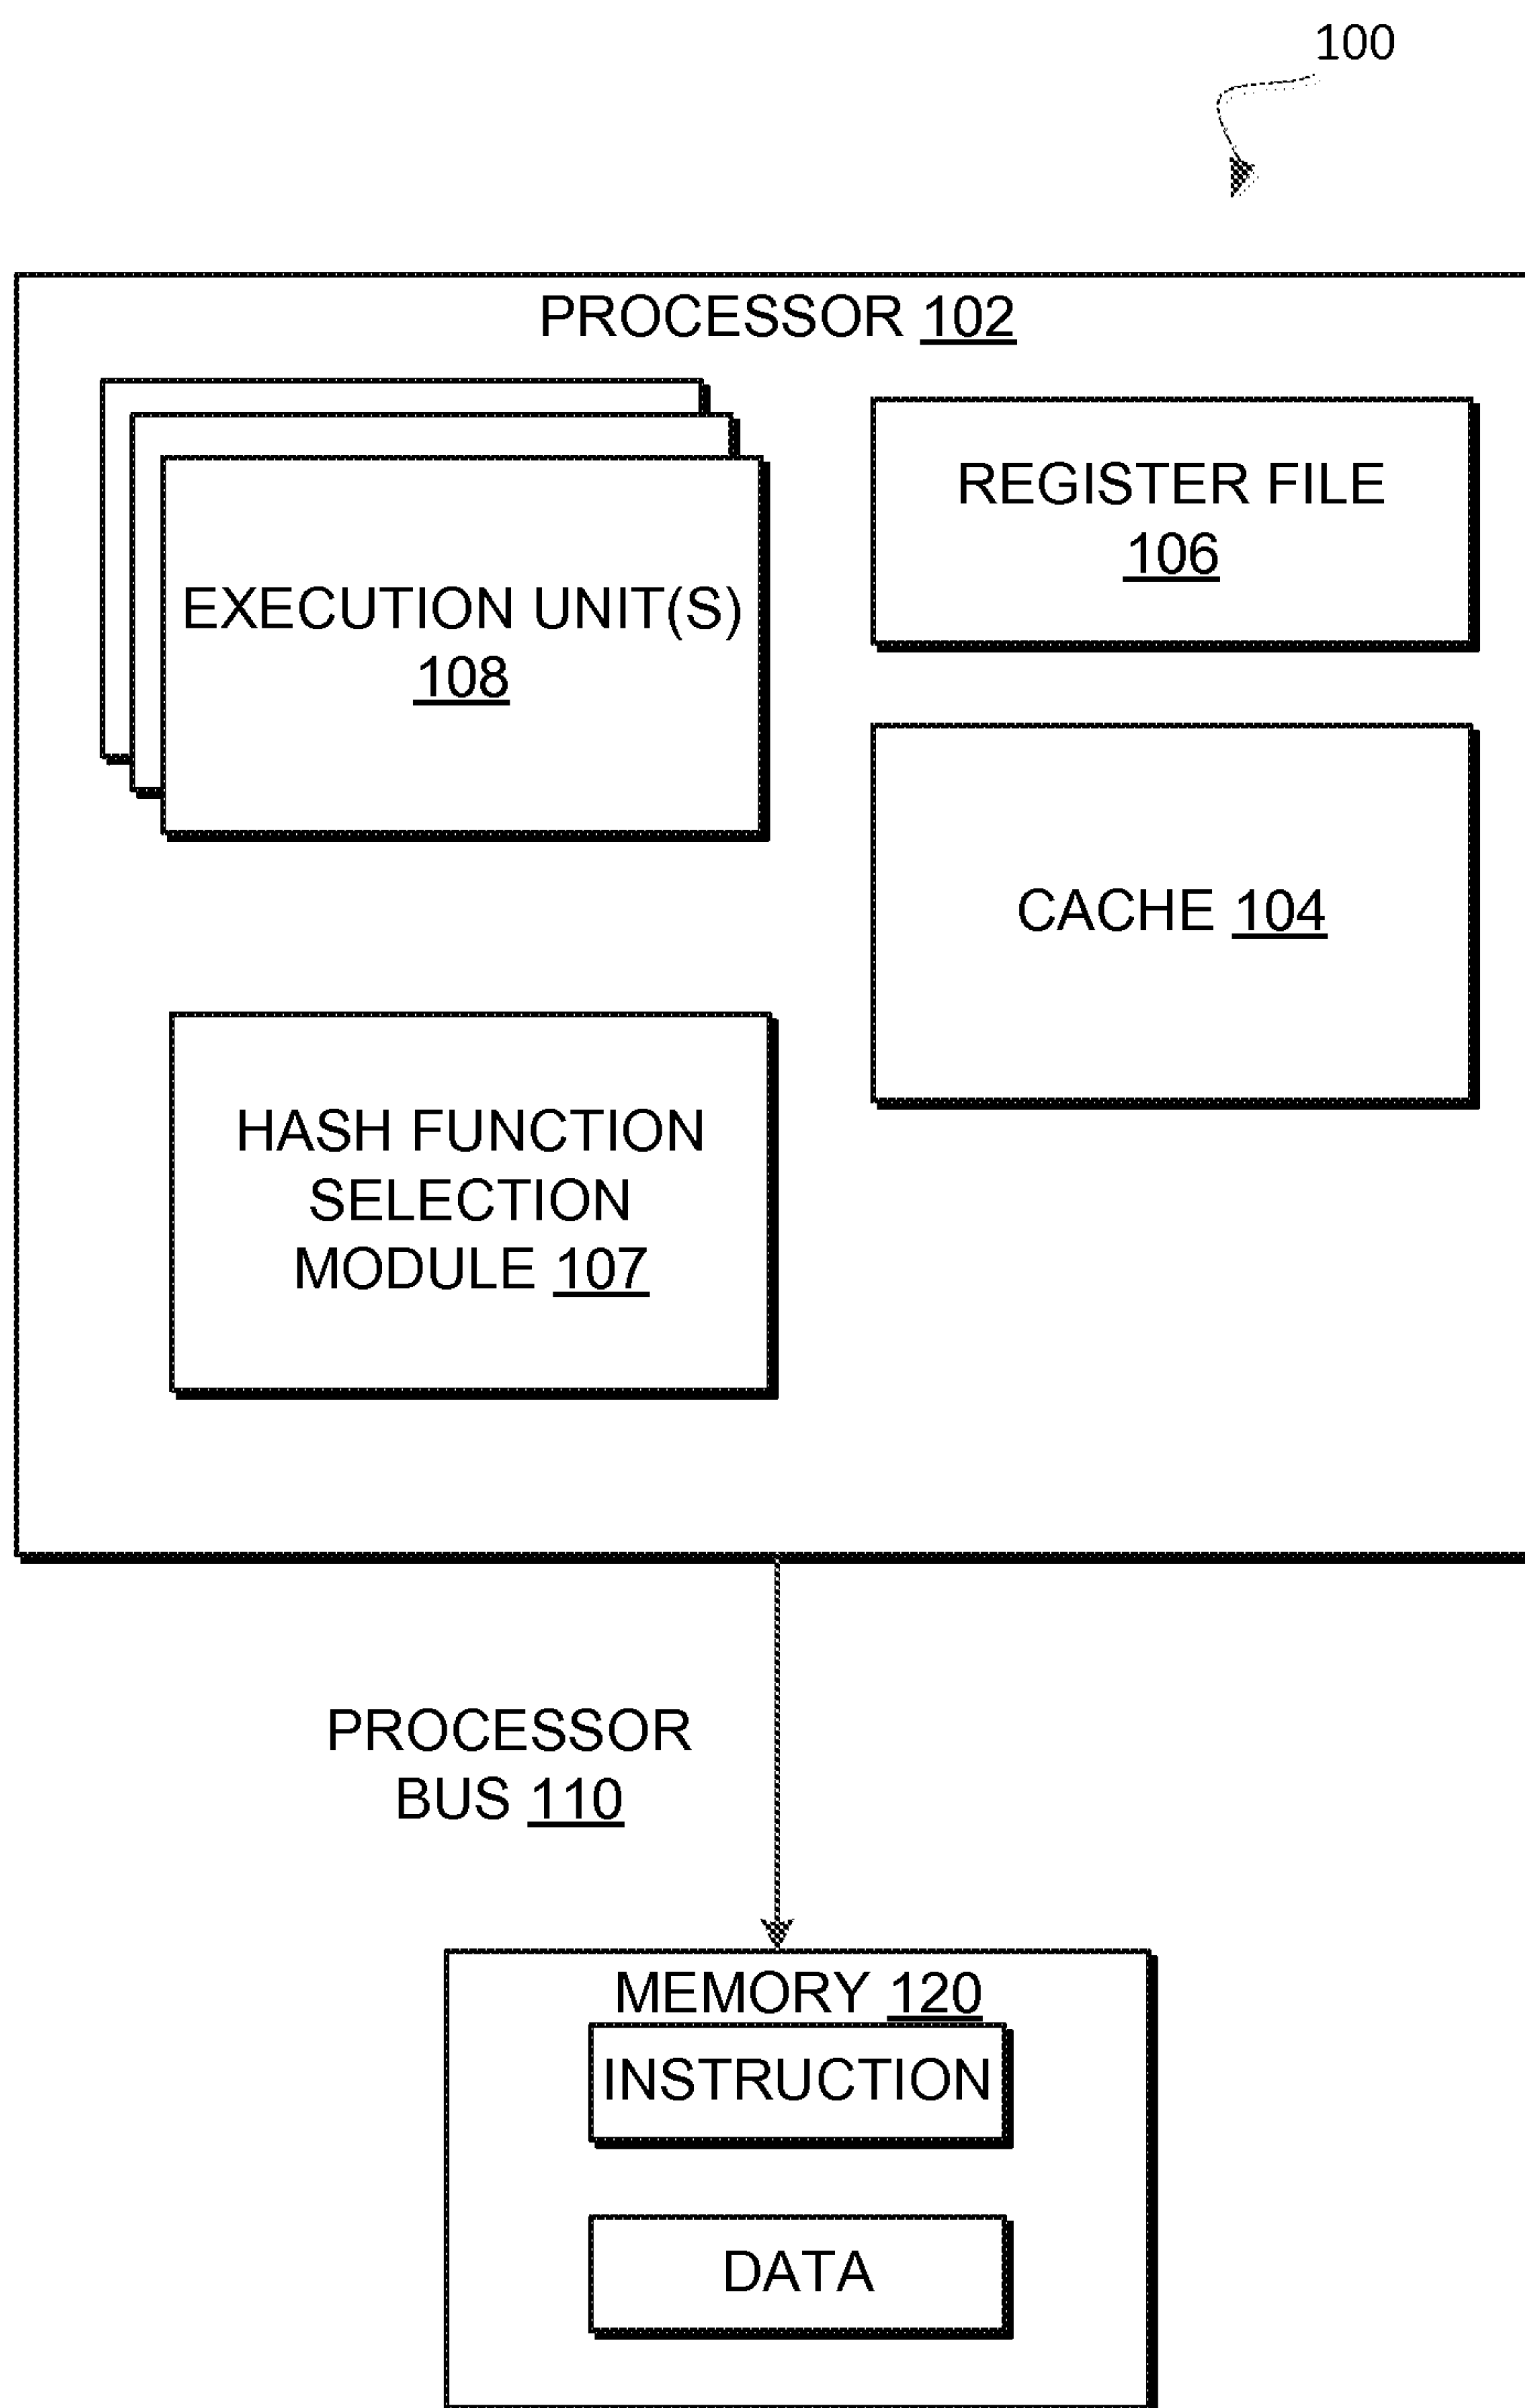 100
PROCESSOR 102
EXECUTION UNIT(S)
108
REGISTER FILE
106
CACHE 104
HASH FUNCTION
SELECTION
MODULE 107
PROCESSOR
BUS 110
MEMORY 120
INSTRUCTION
DATA